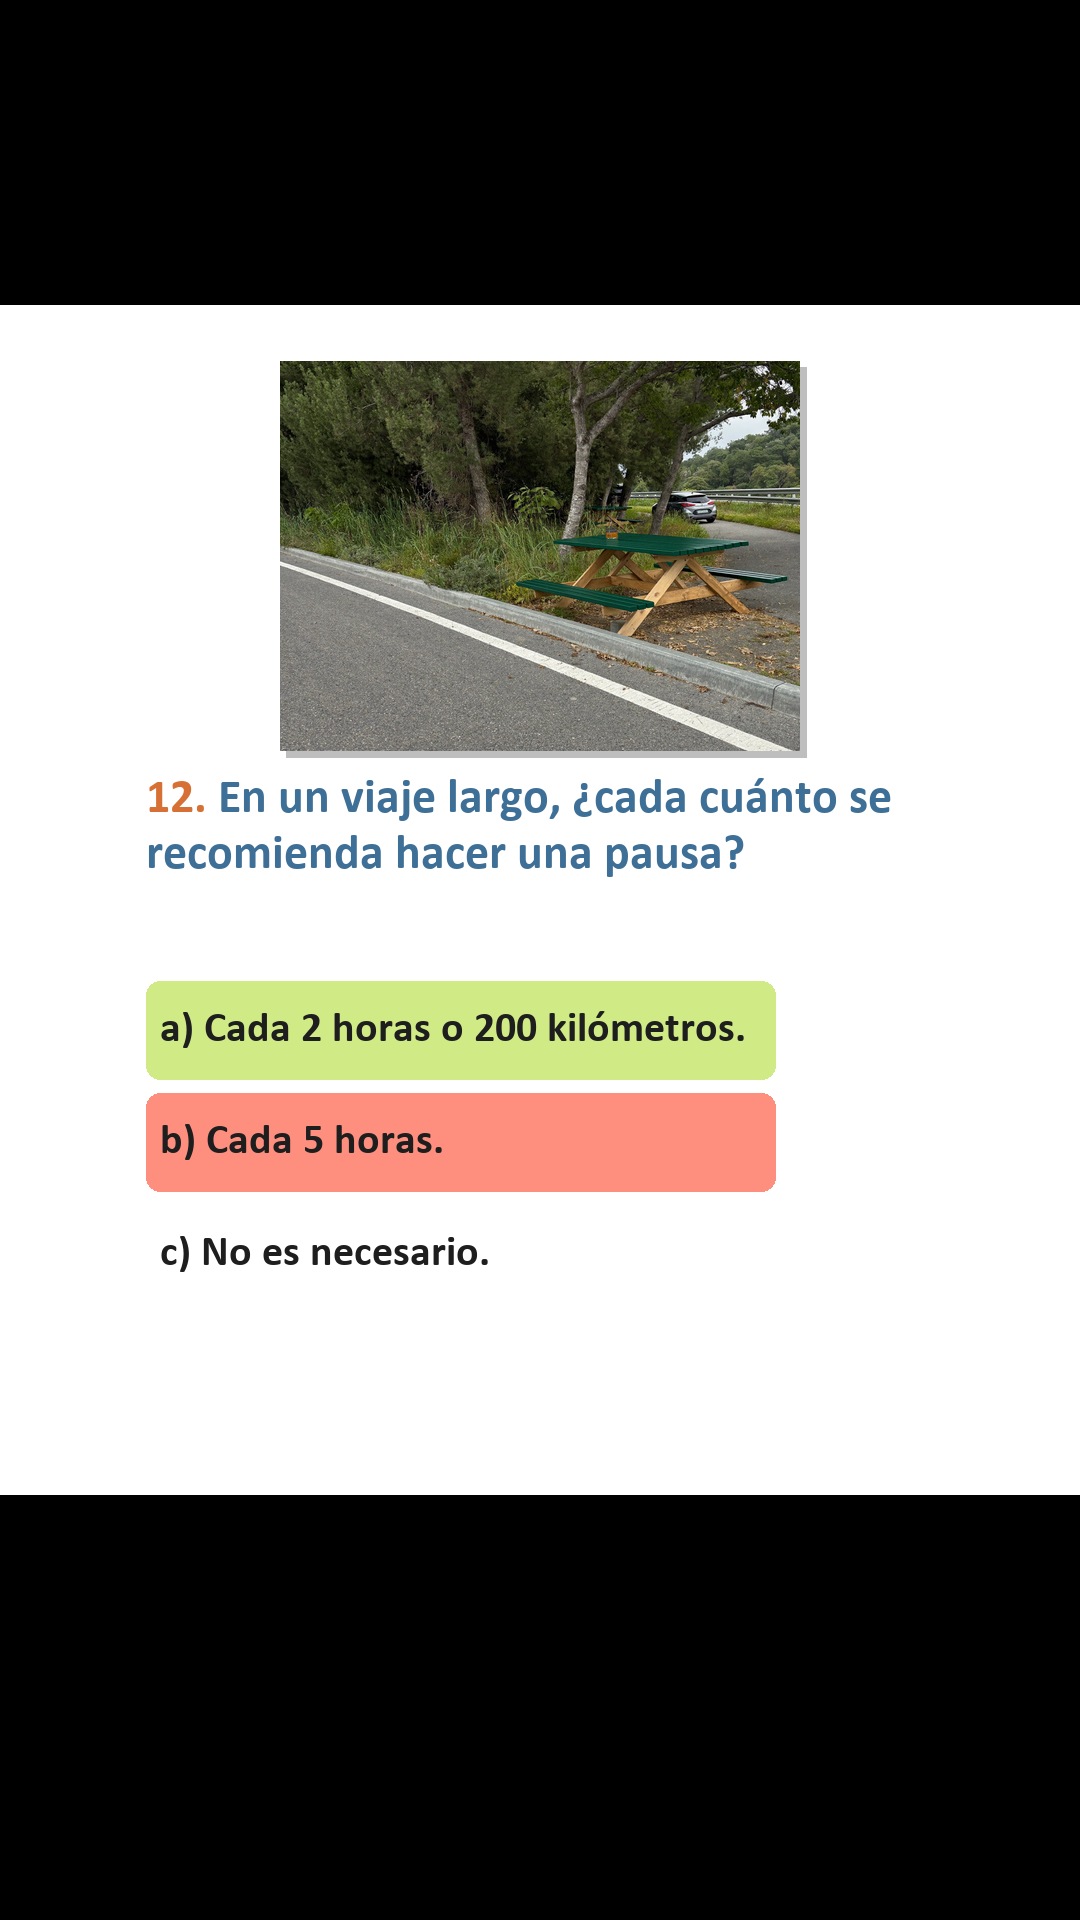 12. En un viaje largo, ¿cada cuánto se
recomienda hacer una pausa?
a) Cada 2 horas o 200 kilómetros.
b) Cada 5 horas.
c) No es necesario.